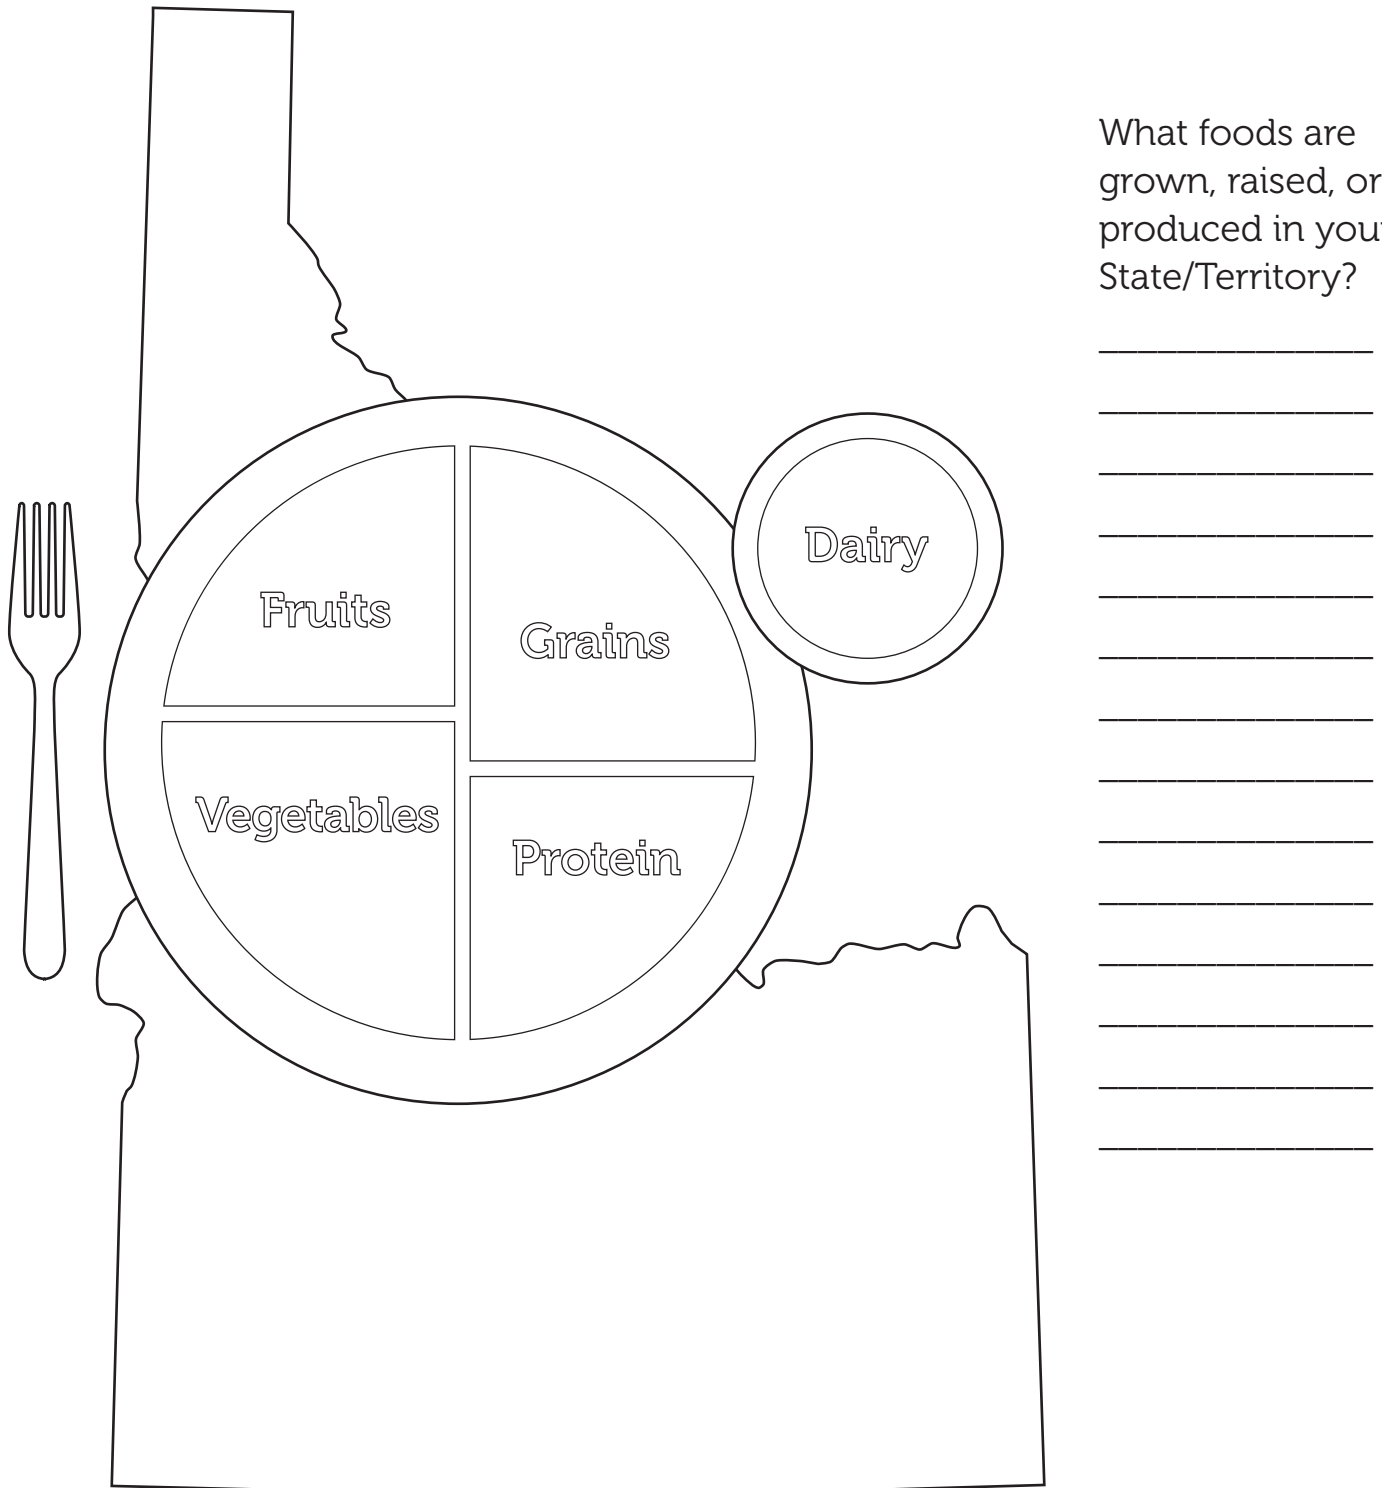 What foods are
grown, raised, or
produced in your
State/Territory?
Dairy
Fruits
Grains
Vegetables
Protein